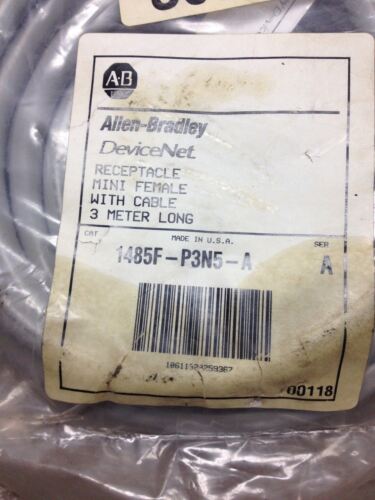 A-B
Allen-Bradley
DeviceNet
RECEPTACLE
MINI FEMALE
WITH CABLE
3 METER LONG
MADE IN U.S.A.
CAT
SER
1485F-P3N5-A
A
00118